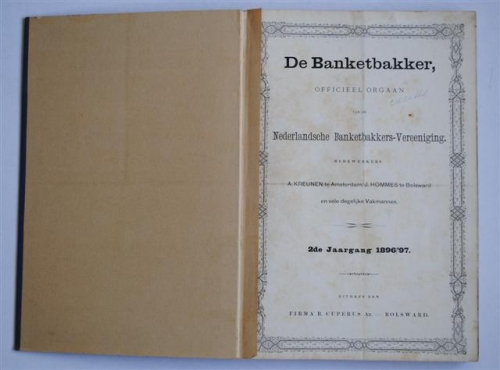 De Banketbakker,
OFFICIEEL ORGAAN
VAN DE
Nederlandsche Banketbakkers-Vereeniging.
MEDEWERKERS
A. KREUNEN te Amsterdam, J. HOMMES te Bolsward
en vele degelijke Vakmannen.
2de Jaargang 1896/'97.
UITGAVE VAN
FIRMA B. CUPERUS Az. — BOLSWARD.